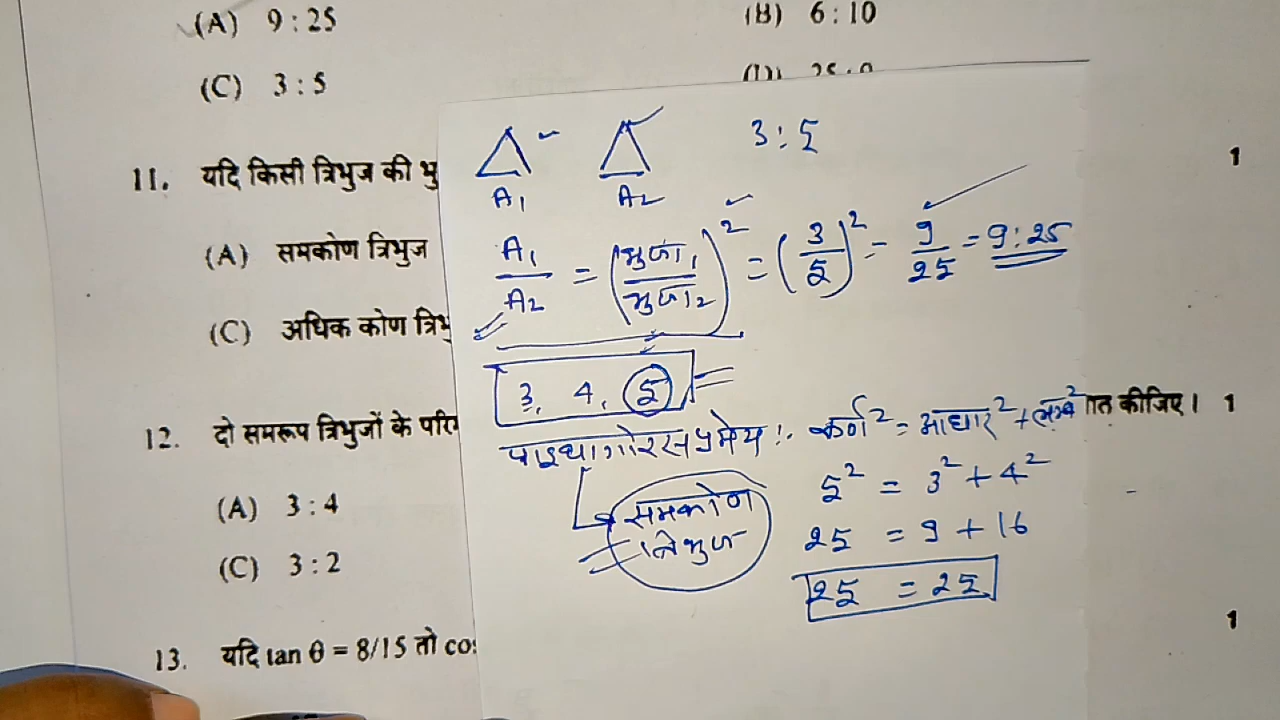 (A) 9 : 25
(B) 6 : 10
(C) 3 : 5
11. यदि किसी त्रिभुज की
1
(A) समकोण त्रिभुज
(C) अधिक कोण
12. दो समरूप त्रिभुजों के
कीजिए। 1
(A) 3 : 4
(C) 3 : 2
13. यदि tan θ = 8/15 तो
1
3 : 5
A₁ A₂
A₁/A₂ = (भुजा₁/भुजा₂)² = (3/5)² = 9/25 = 9:25
3, 4, 5 =
पाइथागोरस प्रमेय :. कर्ण² = आधार² + लम्ब²
5² = 3² + 4²
समकोण
त्रिभुज
25 = 9 + 16
25 = 25